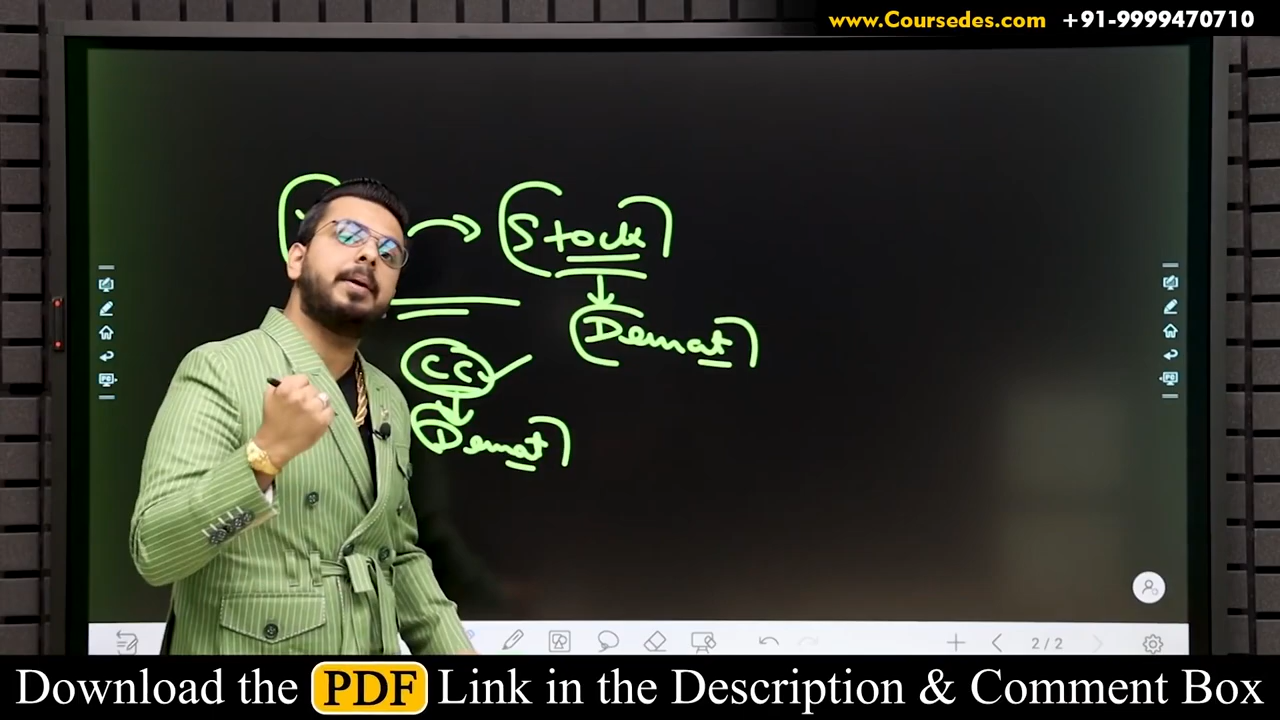 www.Coursedes.com +91-9999470710
Stock
Demat
CC
Demat
2/2
Download the PDF Link in the Description & Comment Box